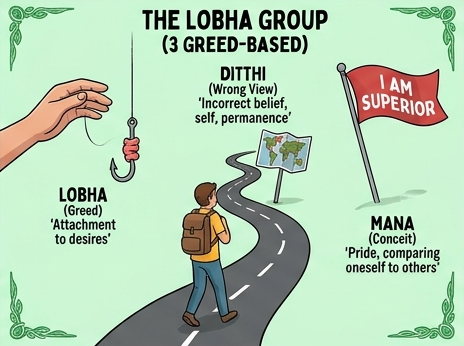 THE LOBHA GROUP
(3 GREED-BASED)
DITTHI
(Wrong View)
'Incorrect belief,
self, permanence'
I AM
SUPERIOR
LOBHA
(Greed)
'Attachment
to desires'
MANA
(Conceit)
'Pride, comparing
oneself to others'